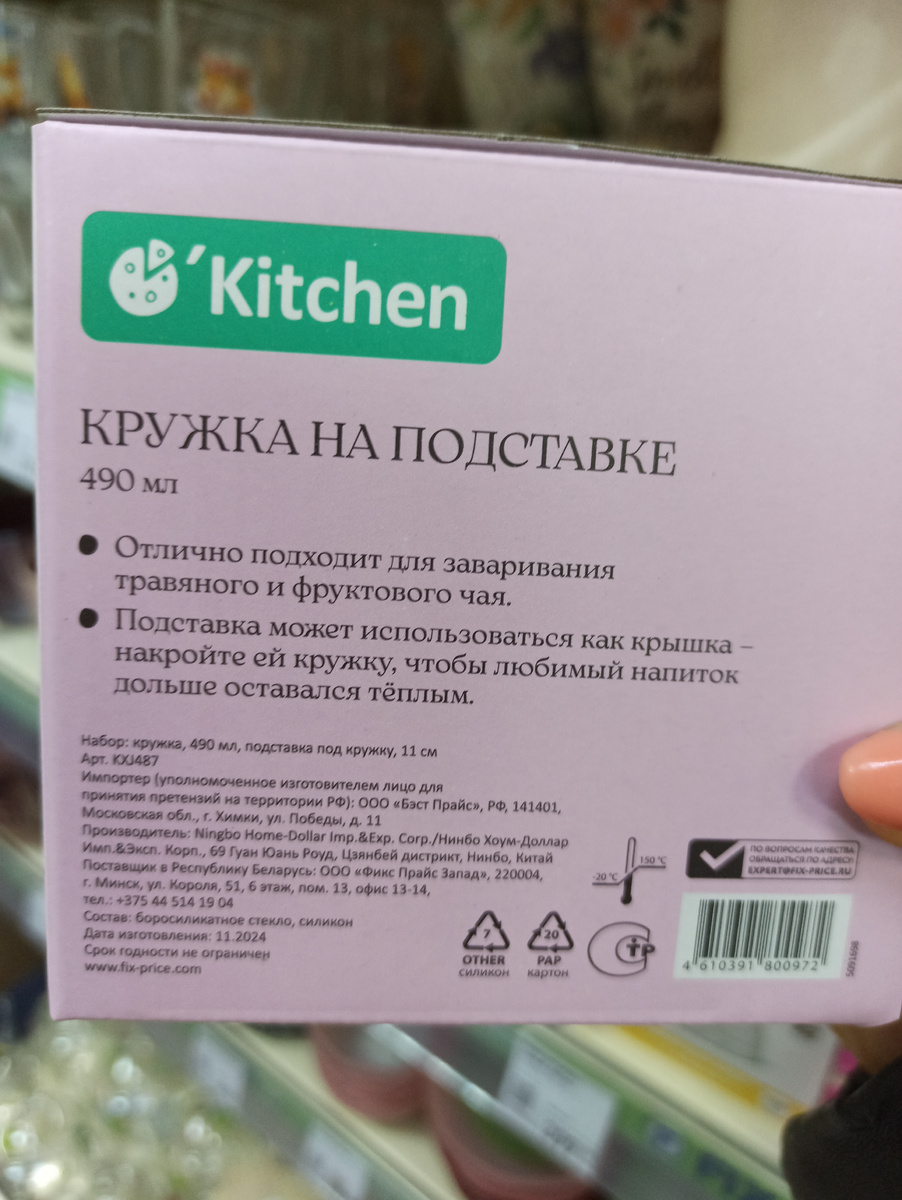 'Kitchen
КРУЖКА НА ПОДСТАВКЕ
490 мл
● Отлично подходит для заваривания
травяного и фруктового чая.
● Подставка может использоваться как крышка –
накройте ей кружку, чтобы любимый напиток
дольше оставался тёплым.
Набор: кружка, 490 мл, подставка под кружку, 11 см
Арт. KXJ487
Импортер (уполномоченное изготовителем лицо для
принятия претензий на территории РФ): ООО «Бэст Прайс», РФ, 141401,
Московская обл., г. Химки, ул. Победы, д. 11
Производитель: Ningbo Home-Dollar Imp.&Exp. Corp./Нинбо Хоум-Доллар
Имп.&Эксп. Корп., 69 Гуан Юань Роуд, Цзянбей дистрикт, Нинбо, Китай
Поставщик в Республику Беларусь: ООО «Фикс Прайс Запад», 220004,
г. Минск, ул. Короля, 51, 6 этаж, пом. 13, офис 13-14,
тел.: +375 44 514 19 04
Состав: боросиликатное стекло, силикон
Дата изготовления: 11.2024
Срок годности не ограничен
www.fix-price.com
7
OTHER
силикон
20
PAP
картон
-20 °C
150 °C
ПО ВОПРОСАМ КАЧЕСТВА
ОБРАЩАТЬСЯ ПО АДРЕСУ:
EXPERT@FIX-PRICE.RU
СТР
4 610391 800972
5091698